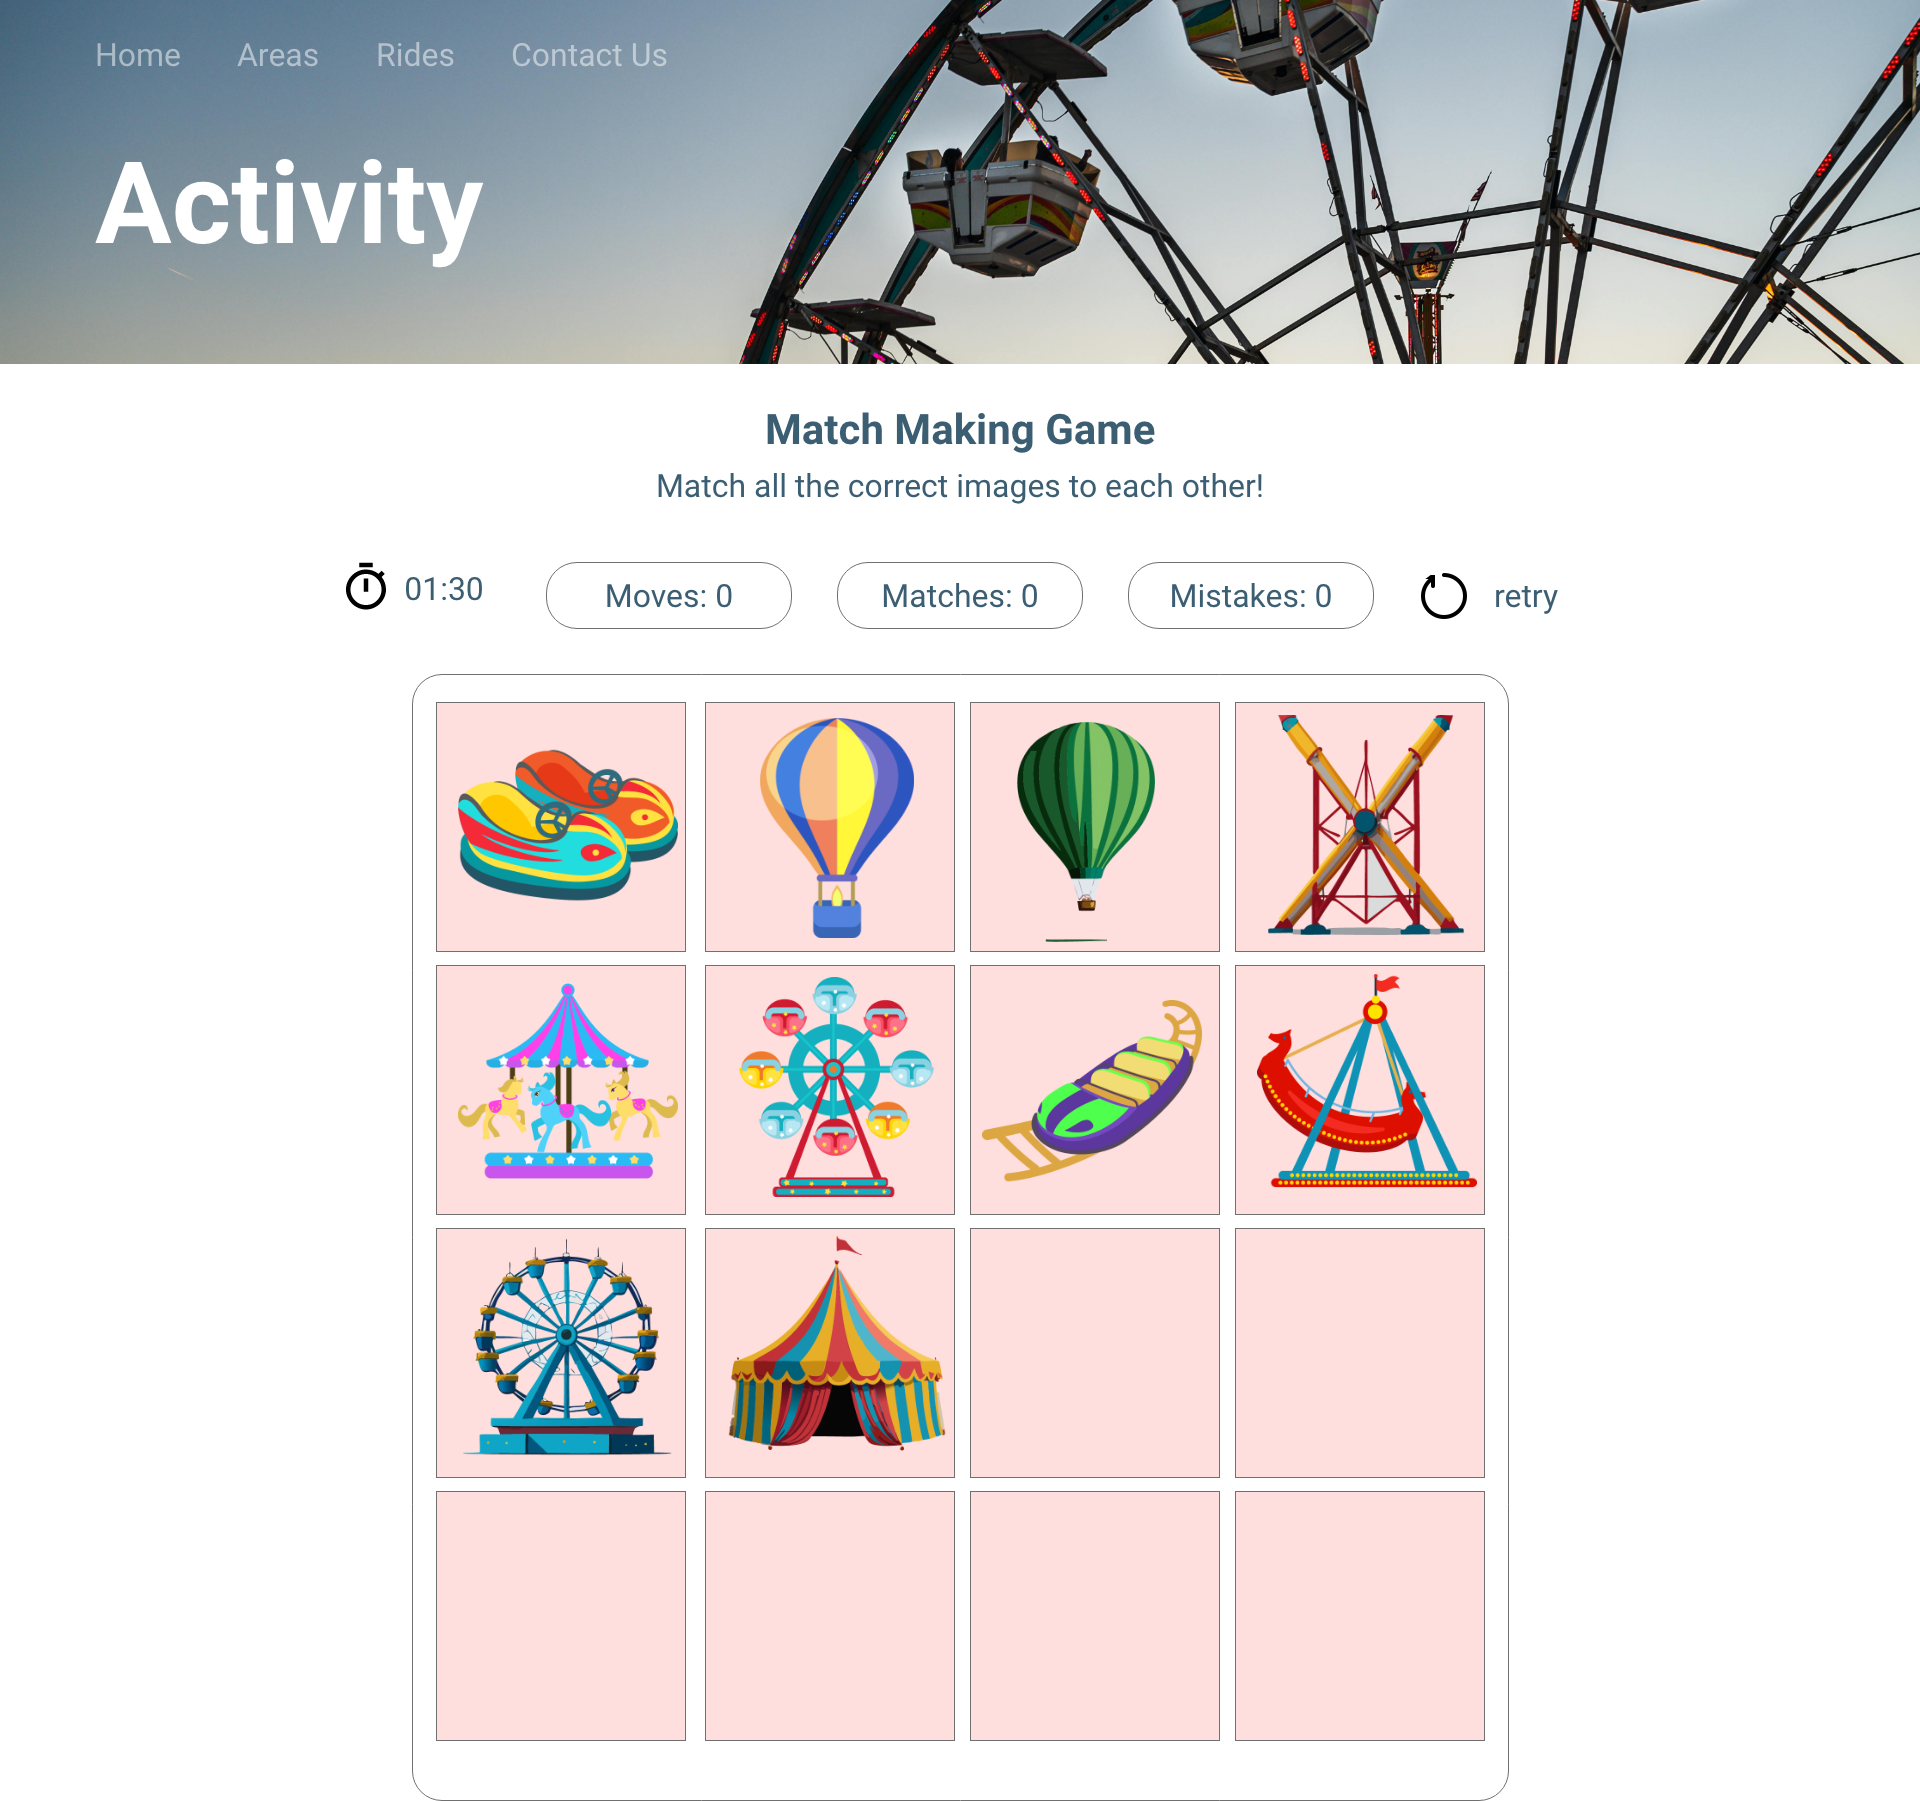 Home Areas Rides Contact Us
Activity
Match Making Game
Match all the correct images to each other!
01:30 Moves: 0 Matches: 0 Mistakes: 0 retry